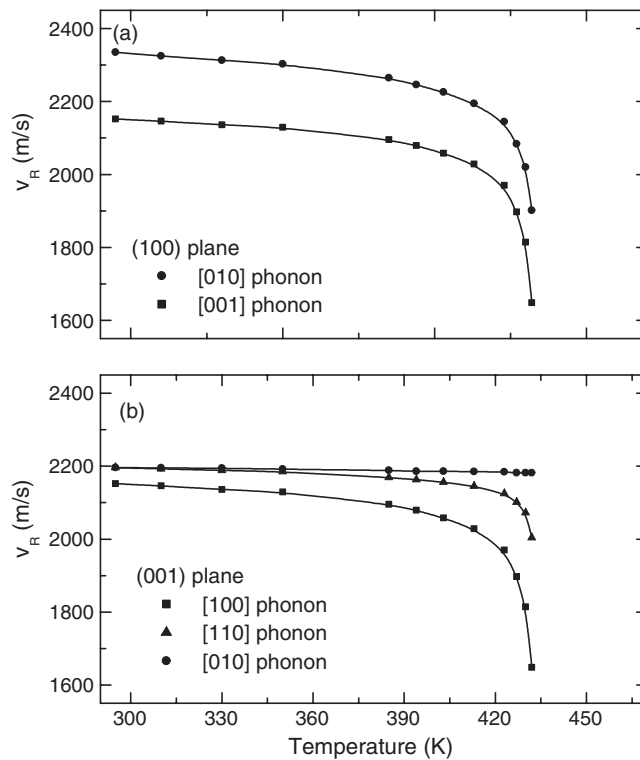 (a)
2400
2200
2000
1800
1600
v_R (m/s)
(100) plane
[010] phonon
[001] phonon
(b)
2400
2200
2000
1800
1600
v_R (m/s)
(001) plane
[100] phonon
[110] phonon
[010] phonon
300 330 360 390 420 450
Temperature (K)